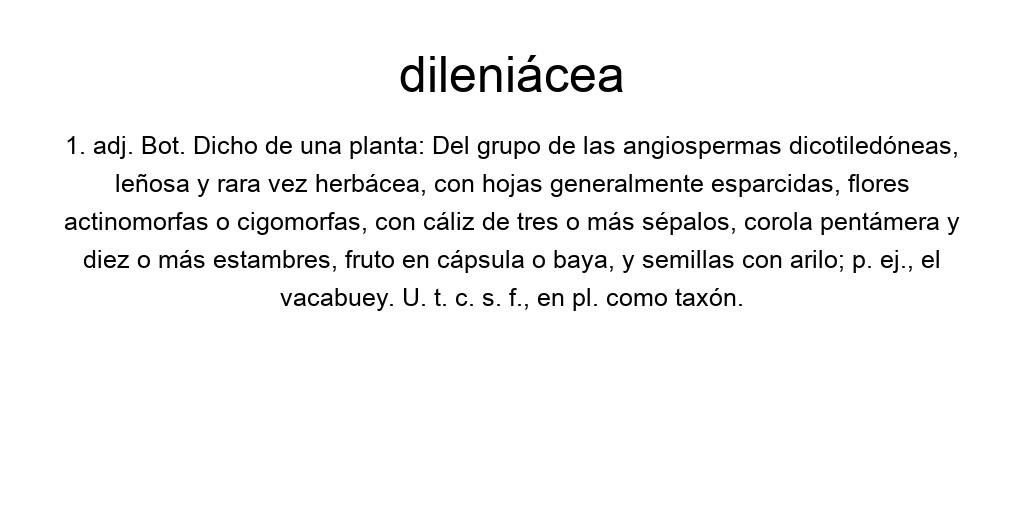 dileniácea
1. adj. Bot. Dicho de una planta: Del grupo de las angiospermas dicotiledóneas,
leñosa y rara vez herbácea, con hojas generalmente esparcidas, flores
actinomorfas o cigomorfas, con cáliz de tres o más sépalos, corola pentámera y
diez o más estambres, fruto en cápsula o baya, y semillas con arilo; p. ej., el
vacabuey. U. t. c. s. f., en pl. como taxón.